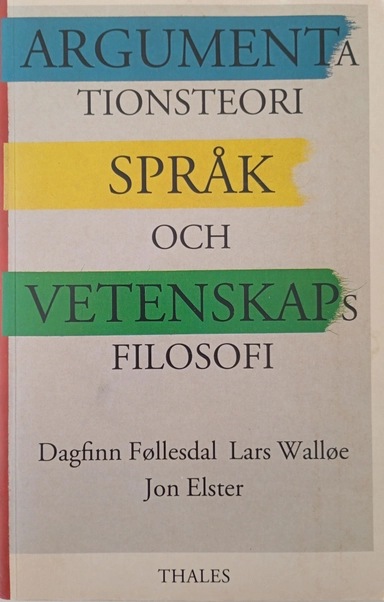 ARGUMENTA
TIONSTEORI
SPRÅK
OCH
VETENSKAPS
FILOSOFI
Dagfinn Føllesdal Lars Walløe
Jon Elster
THALES